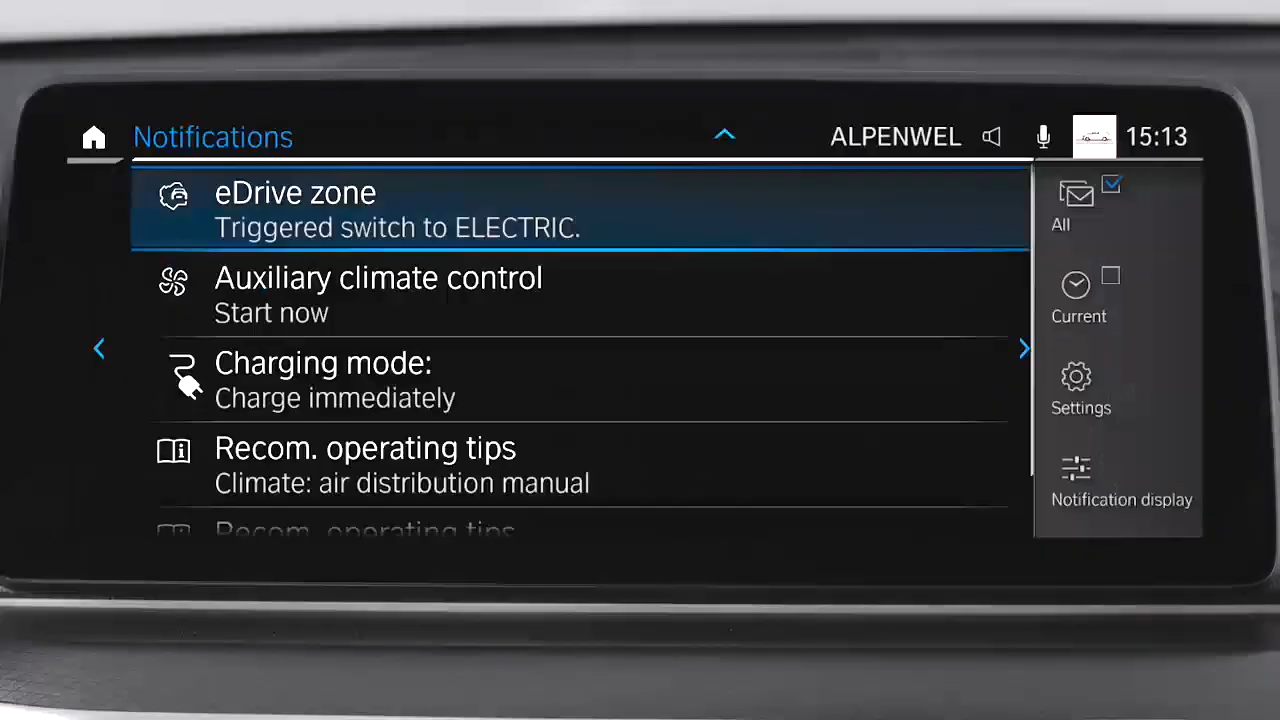 Notifications
ALPENWEL
15:13
eDrive zone
Triggered switch to ELECTRIC.
Auxiliary climate control
Start now
Charging mode:
Charge immediately
Recom. operating tips
Climate: air distribution manual
Recom. operating tips
All
Current
Settings
Notification display